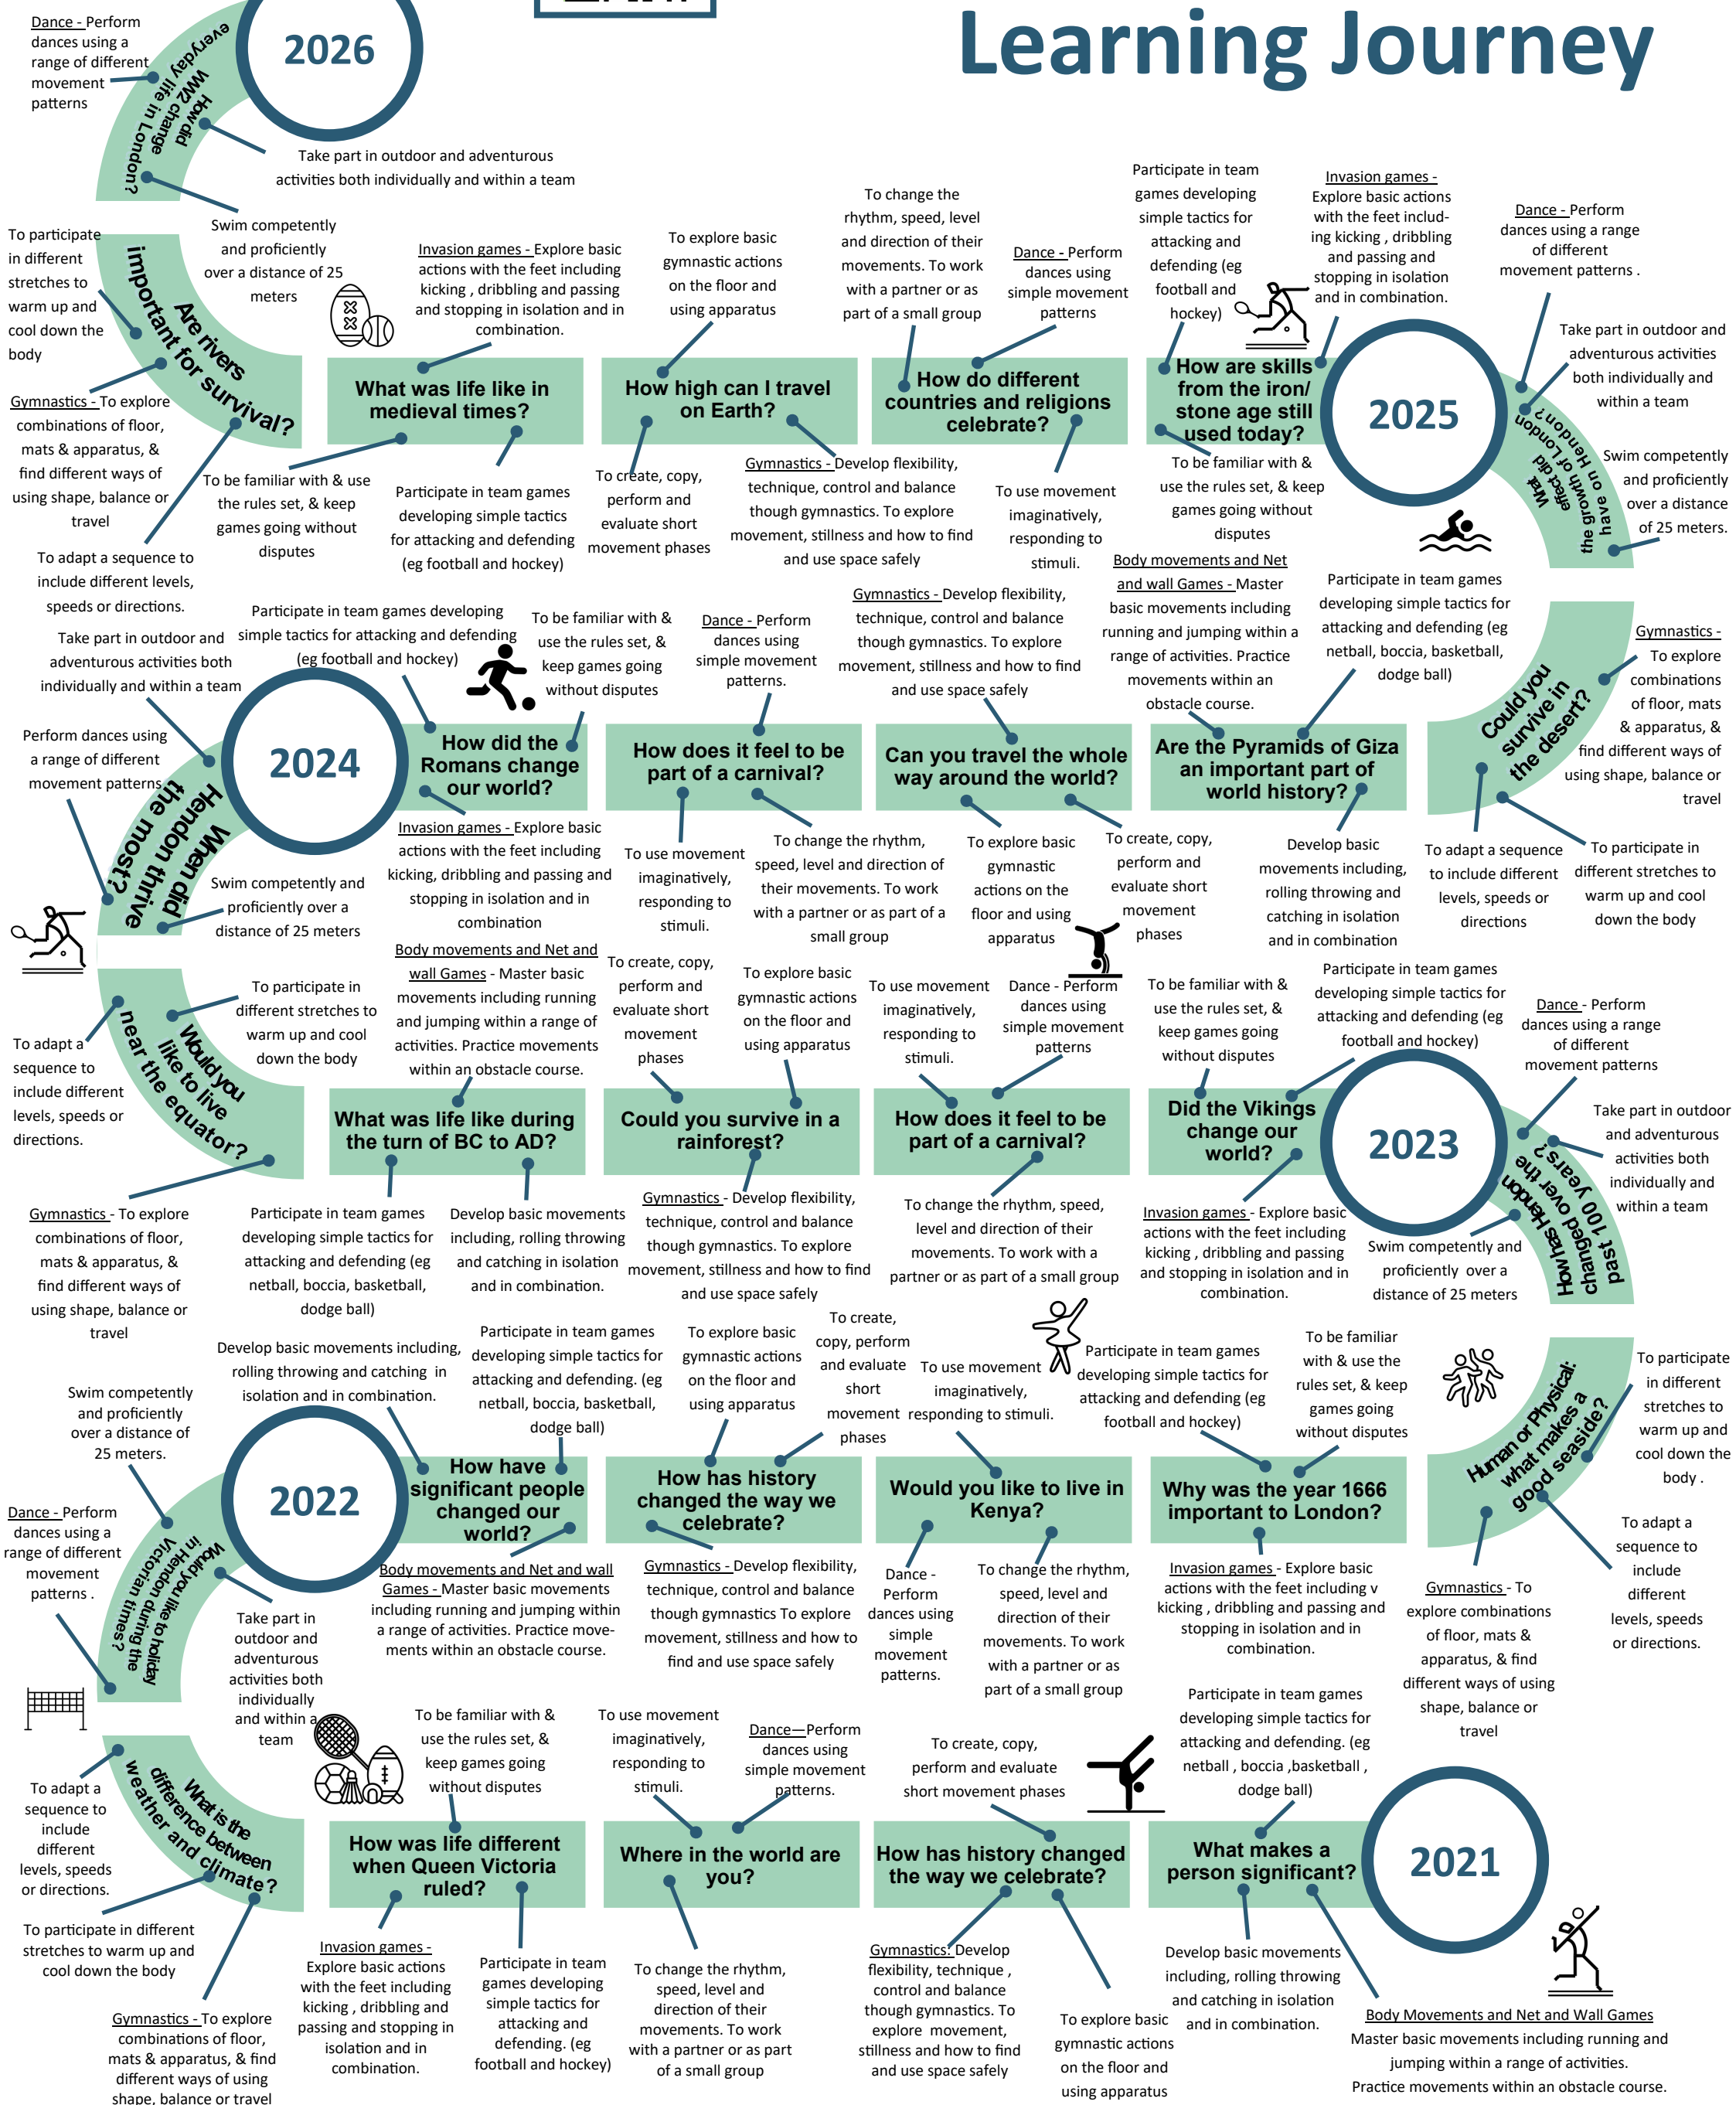 Learning Journey
2026
Dance - Perform
dances using a
range of different
movement
patterns
How did
WW2 change
everyday life in London?
Take part in outdoor and adventurous
activities both individually and within a team
Swim competently
and proficiently
over a distance of 25
meters
To participate
in different
stretches to
warm up and
cool down the
body
Are rivers
important for survival?
Gymnastics - To explore
combinations of floor,
mats & apparatus, &
find different ways of
using shape, balance or
travel
To adapt a sequence to
include different levels,
speeds or directions.
Invasion games - Explore basic
actions with the feet including
kicking , dribbling and passing
and stopping in isolation and in
combination.
What was life like in
medieval times?
To be familiar with & use
the rules set, & keep
games going without
disputes
Participate in team games
developing simple tactics
for attacking and defending
(eg football and hockey)
To explore basic
gymnastic actions
on the floor and
using apparatus
How high can I travel
on Earth?
To create, copy,
perform and
evaluate short
movement phases
Gymnastics - Develop flexibility,
technique, control and balance
though gymnastics. To explore
movement, stillness and how to find
and use space safely
To change the
rhythm, speed, level
and direction of their
movements. To work
with a partner or as
part of a small group
Dance - Perform
dances using
simple movement
patterns
How do different
countries and religions
celebrate?
To use movement
imaginatively,
responding to
stimuli.
Participate in team
games developing
simple tactics for
attacking and
defending (eg
football and
hockey)
Invasion games -
Explore basic actions
with the feet includ-
ing kicking , dribbling
and passing and
stopping in isolation
and in combination.
How are skills
from the iron/
stone age still
used today?
To be familiar with &
use the rules set, & keep
games going without
disputes
2025
Dance - Perform
dances using a range
of different
movement patterns .
Take part in outdoor and
adventurous activities
both individually and
within a team
What
effect did
the growth of London
have on Hendon?
Swim competently
and proficiently
over a distance
of 25 meters.
Could you
survive in
the desert?
Gymnastics -
To explore
combinations
of floor, mats
& apparatus, &
find different ways of
using shape, balance or
travel
To adapt a sequence
to include different
levels, speeds or
directions
To participate in
different stretches to
warm up and cool
down the body
Body movements and Net
and wall Games - Master
basic movements including
running and jumping within a
range of activities. Practice
movements within an
obstacle course.
Participate in team games
developing simple tactics for
attacking and defending (eg
netball, boccia, basketball,
dodge ball)
Are the Pyramids of Giza
an important part of
world history?
Develop basic
movements including,
rolling throwing and
catching in isolation
and in combination
Gymnastics - Develop flexibility,
technique, control and balance
though gymnastics. To explore
movement, stillness and how to find
and use space safely
Can you travel the whole
way around the world?
To explore basic
gymnastic
actions on the
floor and using
apparatus
To create, copy,
perform and
evaluate short
movement
phases
Dance - Perform
dances using
simple movement
patterns.
How does it feel to be
part of a carnival?
To use movement
imaginatively,
responding to
stimuli.
To change the rhythm,
speed, level and direction of
their movements. To work
with a partner or as part of a
small group
Participate in team games developing
simple tactics for attacking and defending
(eg football and hockey)
To be familiar with &
use the rules set, &
keep games going
without disputes
How did the
Romans change
our world?
Invasion games - Explore basic
actions with the feet including
kicking, dribbling and passing and
stopping in isolation and in
combination
2024
Take part in outdoor and
adventurous activities both
individually and within a team
Perform dances using
a range of different
movement patterns
When did
Hendon thrive
the most?
Swim competently and
proficiently over a
distance of 25 meters
Would you
like to live
near the equator?
To participate in
different stretches to
warm up and cool
down the body
To adapt a
sequence to
include different
levels, speeds or
directions.
Gymnastics - To explore
combinations of floor,
mats & apparatus, &
find different ways of
using shape, balance or
travel
Body movements and Net and
wall Games - Master basic
movements including running
and jumping within a range of
activities. Practice movements
within an obstacle course.
What was life like during
the turn of BC to AD?
Participate in team games
developing simple tactics for
attacking and defending (eg
netball, boccia, basketball,
dodge ball)
Develop basic movements
including, rolling throwing
and catching in isolation
and in combination.
To create, copy,
perform and
evaluate short
movement
phases
To explore basic
gymnastic actions
on the floor and
using apparatus
Could you survive in a
rainforest?
Gymnastics - Develop flexibility,
technique, control and balance
though gymnastics. To explore
movement, stillness and how to find
and use space safely
To use movement
imaginatively,
responding to
stimuli.
Dance - Perform
dances using
simple movement
patterns
How does it feel to be
part of a carnival?
To change the rhythm, speed,
level and direction of their
movements. To work with a
partner or as part of a small group
To be familiar with &
use the rules set, &
keep games going
without disputes
Participate in team games
developing simple tactics for
attacking and defending (eg
football and hockey)
Did the Vikings
change our
world?
Invasion games - Explore basic
actions with the feet including
kicking , dribbling and passing
and stopping in isolation and in
combination.
2023
Dance - Perform
dances using a range
of different
movement patterns
Take part in outdoor
and adventurous
activities both
individually and
within a team
How has Hendon
changed over the
past 100 years?
Swim competently and
proficiently over a
distance of 25 meters
Human or Physical:
what makes a
good seaside?
To participate
in different
stretches to
warm up and
cool down the
body .
To adapt a
sequence to
include
different
levels, speeds
or directions.
Gymnastics - To
explore combinations
of floor, mats &
apparatus, & find
different ways of using
shape, balance or
travel
Participate in team games
developing simple tactics for
attacking and defending (eg
football and hockey)
To be familiar
with & use the
rules set, & keep
games going
without disputes
Why was the year 1666
important to London?
Invasion games - Explore basic
actions with the feet including v
kicking , dribbling and passing and
stopping in isolation and in
combination.
To use movement
imaginatively,
responding to stimuli.
Would you like to live in
Kenya?
Dance -
Perform
dances using
simple
movement
patterns.
To change the rhythm,
speed, level and
direction of their
movements. To work
with a partner or as
part of a small group
To explore basic
gymnastic actions
on the floor and
using apparatus
To create,
copy, perform
and evaluate
short
movement
phases
How has history
changed the way we
celebrate?
Gymnastics - Develop flexibility,
technique, control and balance
though gymnastics To explore
movement, stillness and how to
find and use space safely
Develop basic movements including,
rolling throwing and catching in
isolation and in combination.
Participate in team games
developing simple tactics for
attacking and defending. (eg
netball, boccia, basketball,
dodge ball)
How have
significant people
changed our
world?
Body movements and Net and wall
Games - Master basic movements
including running and jumping within
a range of activities. Practice move-
ments within an obstacle course.
2022
Swim competently
and proficiently
over a distance of
25 meters.
Dance - Perform
dances using a
range of different
movement
patterns .
Would you like to holiday
in Hendon during the
Victorian times?
Take part in
outdoor and
adventurous
activities both
individually
and within a
team
What is the
difference between
weather and climate?
To adapt a
sequence to
include
different
levels, speeds
or directions.
To participate in different
stretches to warm up and
cool down the body
Gymnastics - To explore
combinations of floor,
mats & apparatus, & find
different ways of using
shape, balance or travel
To be familiar with &
use the rules set, &
keep games going
without disputes
How was life different
when Queen Victoria
ruled?
Invasion games -
Explore basic actions
with the feet including
kicking , dribbling and
passing and stopping in
isolation and in
combination.
Participate in team
games developing
simple tactics for
attacking and
defending. (eg
football and hockey)
To use movement
imaginatively,
responding to
stimuli.
Dance—Perform
dances using
simple movement
patterns.
Where in the world are
you?
To change the rhythm,
speed, level and
direction of their
movements. To work
with a partner or as part
of a small group
To create, copy,
perform and evaluate
short movement phases
How has history changed
the way we celebrate?
Gymnastics: Develop
flexibility, technique ,
control and balance
though gymnastics. To
explore movement,
stillness and how to find
and use space safely
To explore basic
gymnastic actions
on the floor and
using apparatus
Participate in team games
developing simple tactics for
attacking and defending. (eg
netball , boccia ,basketball ,
dodge ball)
What makes a
person significant?
Develop basic movements
including, rolling throwing
and catching in isolation
and in combination.
2021
Body Movements and Net and Wall Games
Master basic movements including running and
jumping within a range of activities.
Practice movements within an obstacle course.